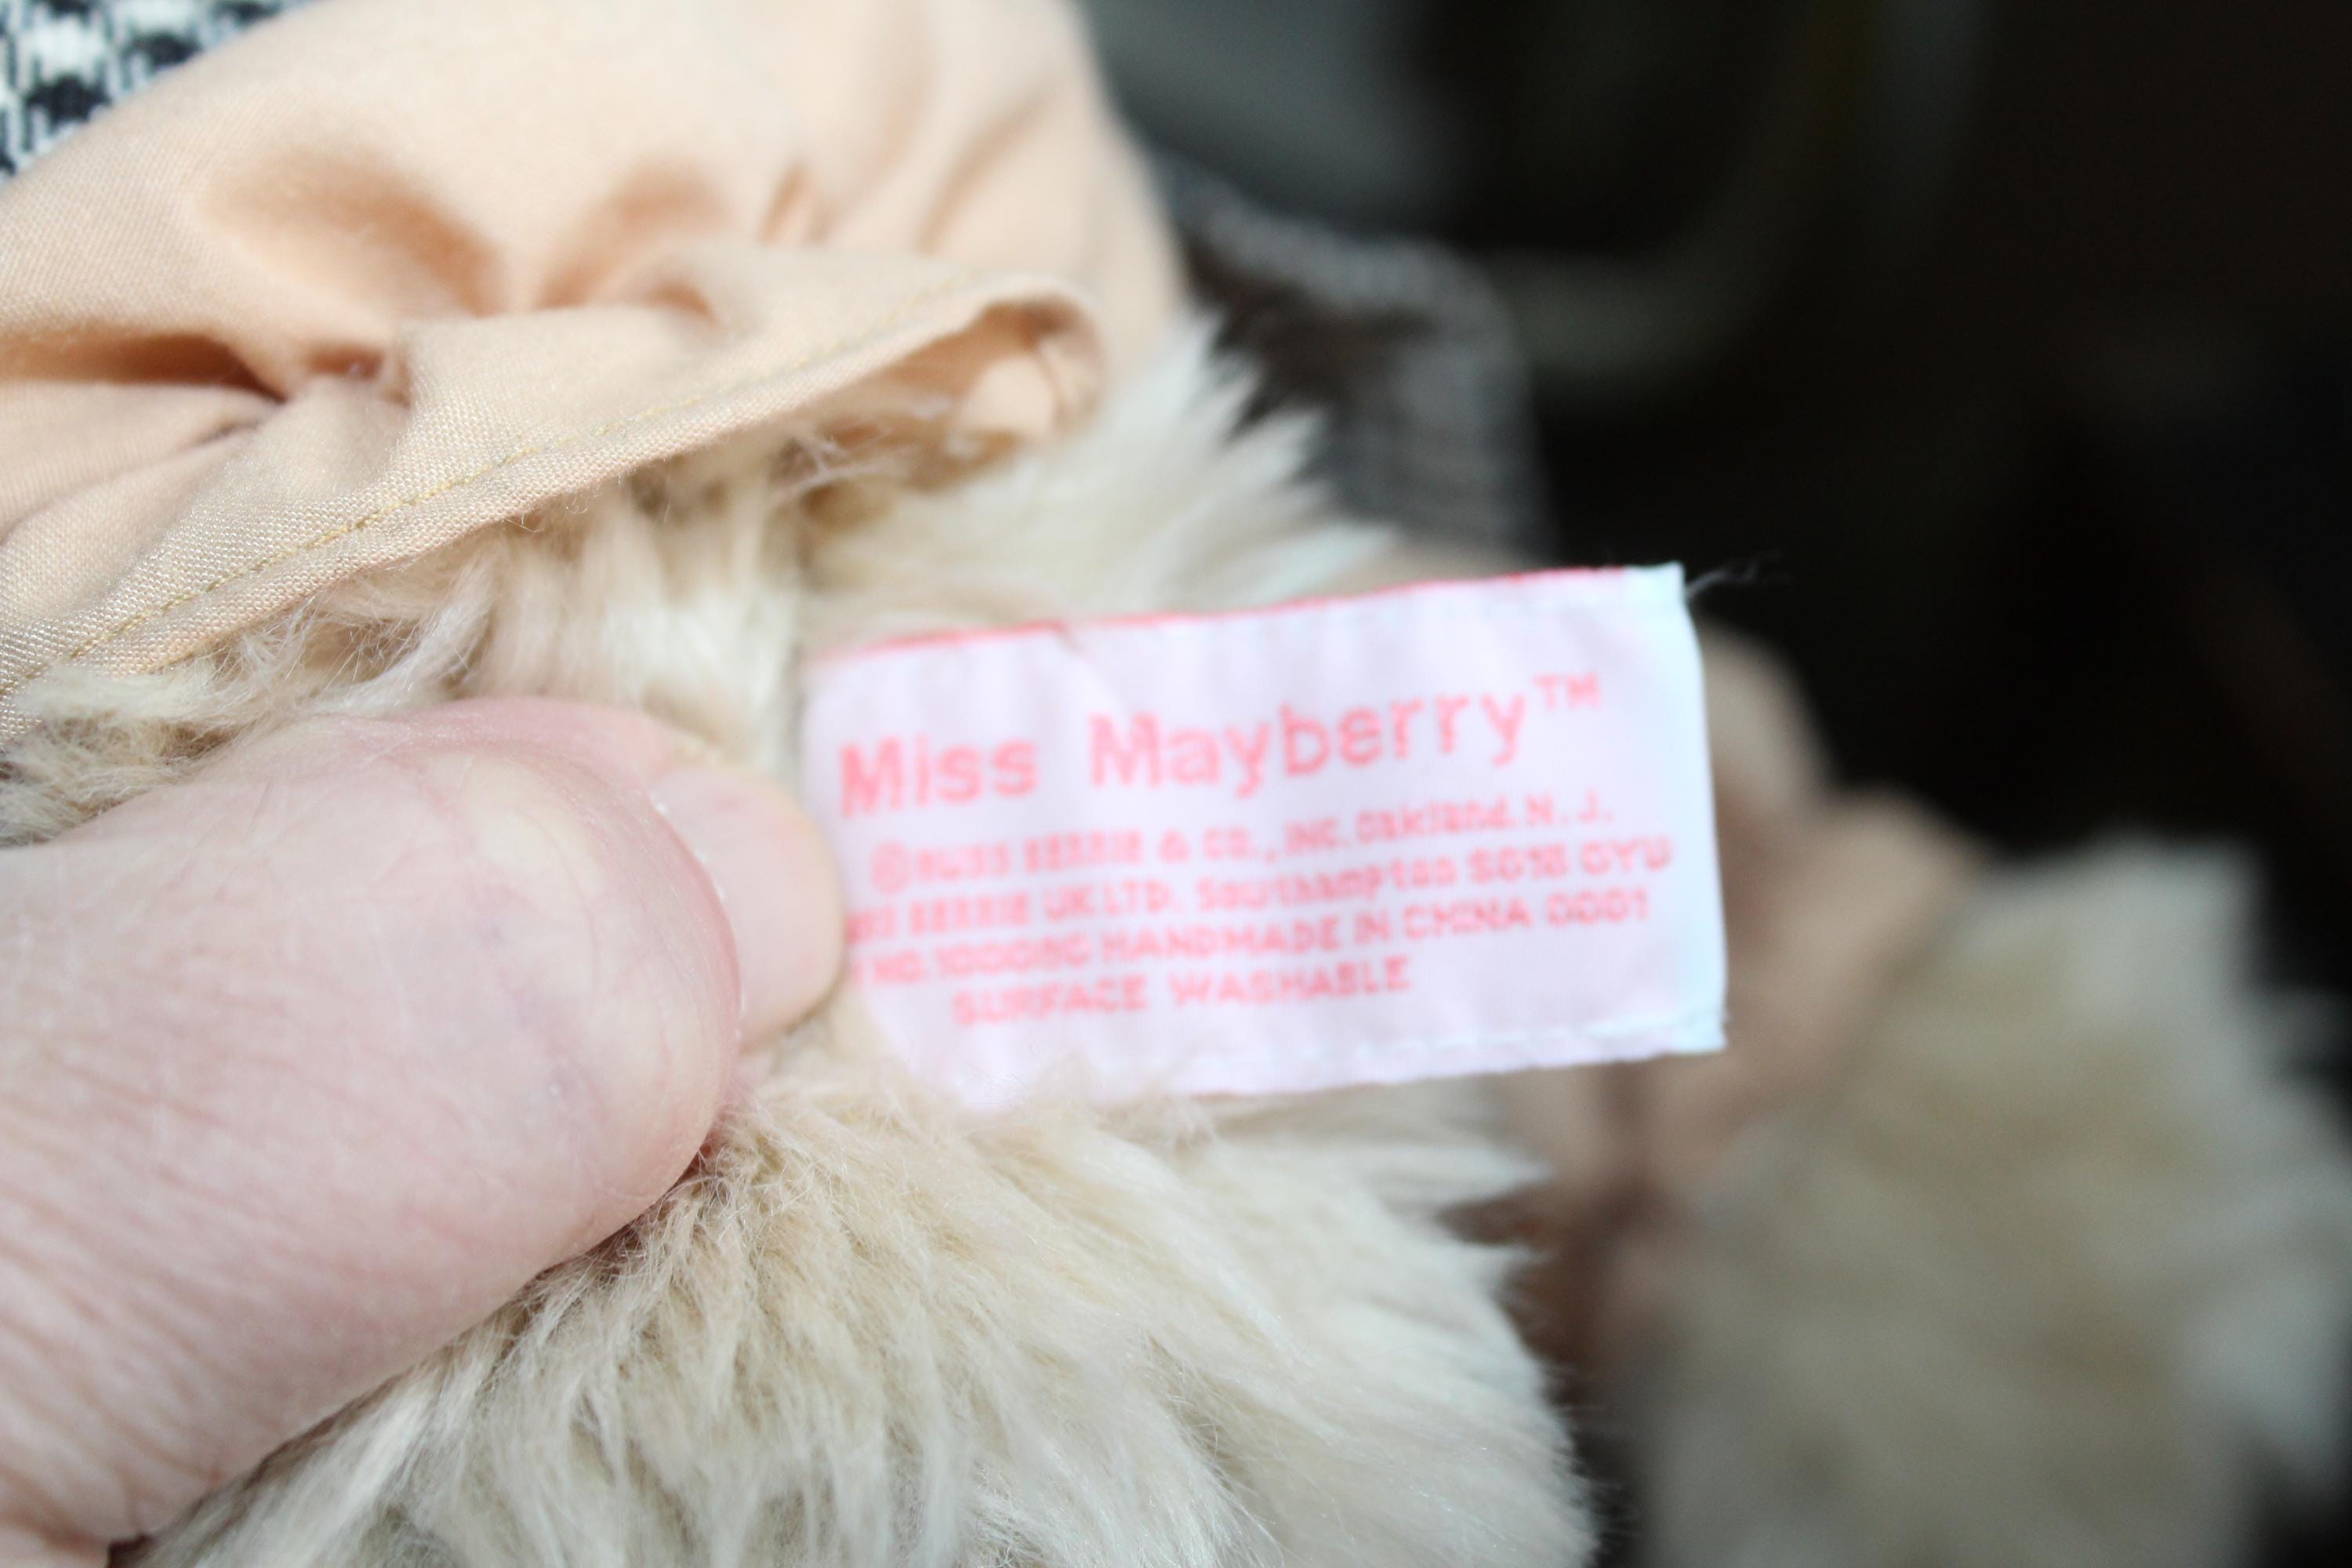 Miss Mayberry™
©RUSS BERRIE & CO., INC. Oakland. N. J.
BERRIE UK LTD. Southampton SO16 0YU
NO. HANDMADE IN CHINA 0001
SURFACE WASHABLE